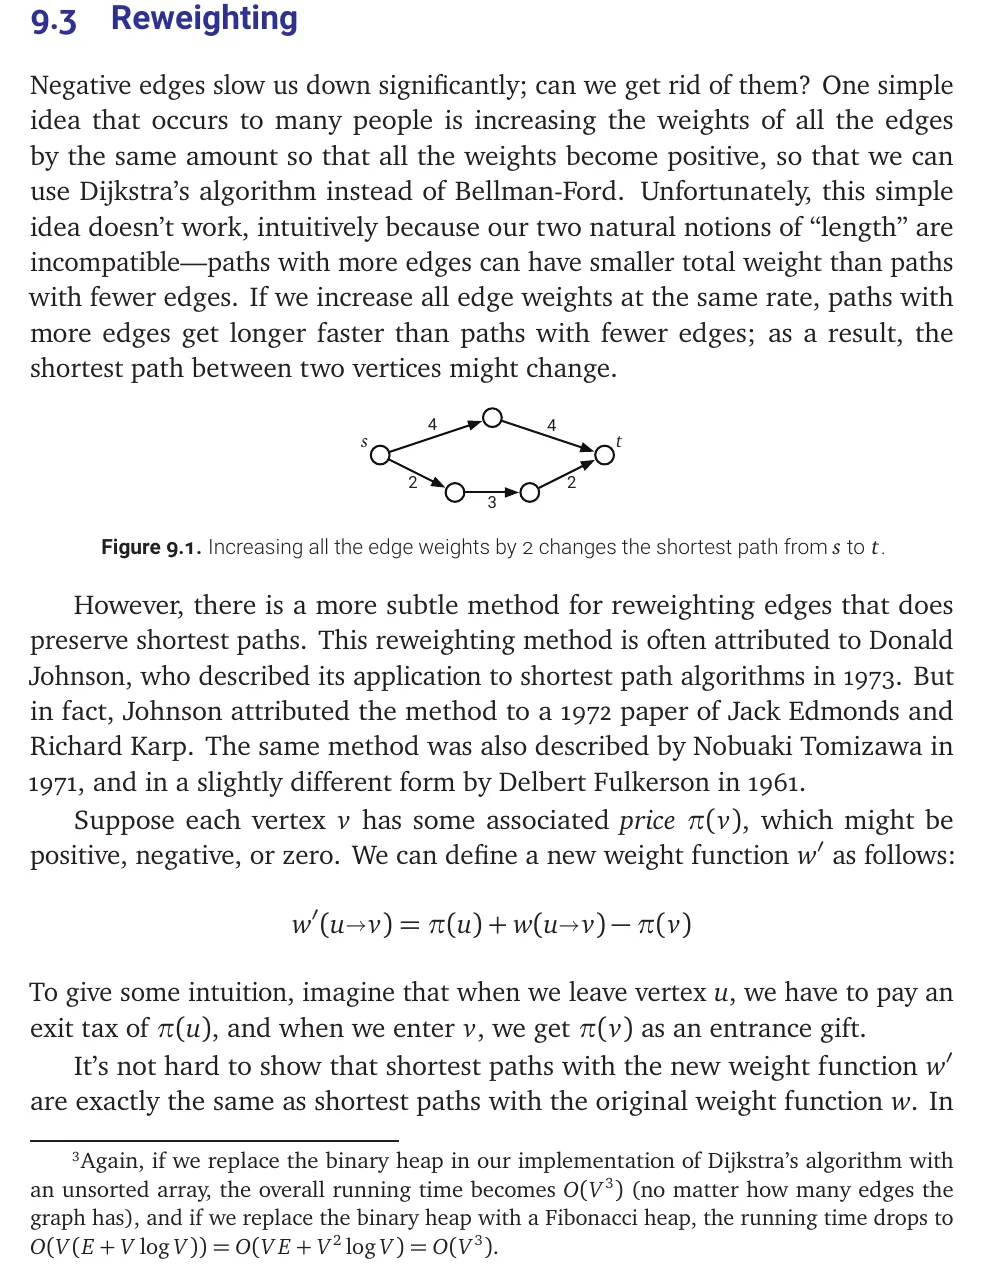 9.3 Reweighting
Negative edges slow us down significantly; can we get rid of them? One simple
idea that occurs to many people is increasing the weights of all the edges
by the same amount so that all the weights become positive, so that we can
use Dijkstra’s algorithm instead of Bellman-Ford. Unfortunately, this simple
idea doesn’t work, intuitively because our two natural notions of “length” are
incompatible—paths with more edges can have smaller total weight than paths
with fewer edges. If we increase all edge weights at the same rate, paths with
more edges get longer faster than paths with fewer edges; as a result, the
shortest path between two vertices might change.
4 4
s t
2 2
3
Figure 9.1. Increasing all the edge weights by 2 changes the shortest path from s to t.
However, there is a more subtle method for reweighting edges that does
preserve shortest paths. This reweighting method is often attributed to Donald
Johnson, who described its application to shortest path algorithms in 1973. But
in fact, Johnson attributed the method to a 1972 paper of Jack Edmonds and
Richard Karp. The same method was also described by Nobuaki Tomizawa in
1971, and in a slightly different form by Delbert Fulkerson in 1961.
Suppose each vertex v has some associated price π(v), which might be
positive, negative, or zero. We can define a new weight function w′ as follows:
w′(u→v) = π(u) + w(u→v) − π(v)
To give some intuition, imagine that when we leave vertex u, we have to pay an
exit tax of π(u), and when we enter v, we get π(v) as an entrance gift.
It’s not hard to show that shortest paths with the new weight function w′
are exactly the same as shortest paths with the original weight function w. In
³Again, if we replace the binary heap in our implementation of Dijkstra’s algorithm with
an unsorted array, the overall running time becomes O(V³) (no matter how many edges the
graph has), and if we replace the binary heap with a Fibonacci heap, the running time drops to
O(V(E + V log V)) = O(VE + V² log V) = O(V³).